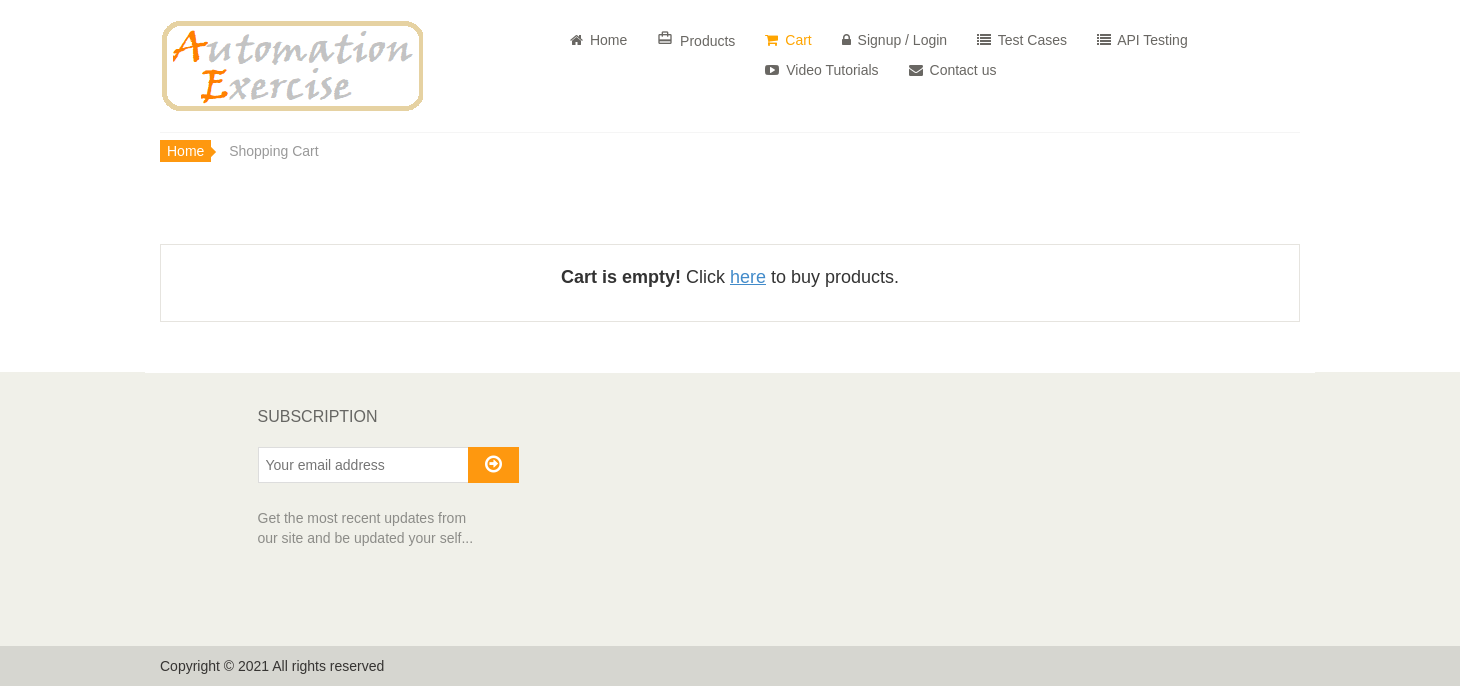 Automation
Exercise
Home Products Cart Signup / Login Test Cases API Testing
Video Tutorials Contact us
Home Shopping Cart
Cart is empty! Click here to buy products.
SUBSCRIPTION
Your email address
Get the most recent updates from
our site and be updated your self...
Copyright © 2021 All rights reserved